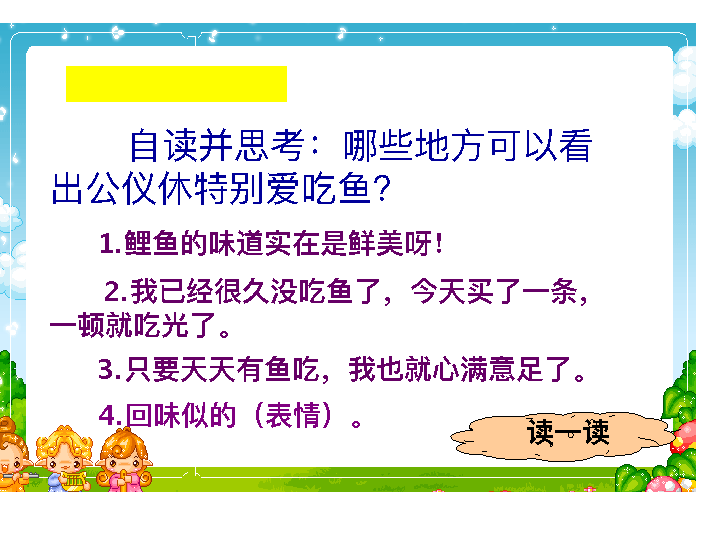 自读并思考：哪些地方可以看
出公仪休特别爱吃鱼？
1.鲤鱼的味道实在是鲜美呀！
2.我已经很久没吃鱼了，今天买了一条，
一顿就吃光了。
3.只要天天有鱼吃，我也就心满意足了。
4.回味似的（表情）。
读一读